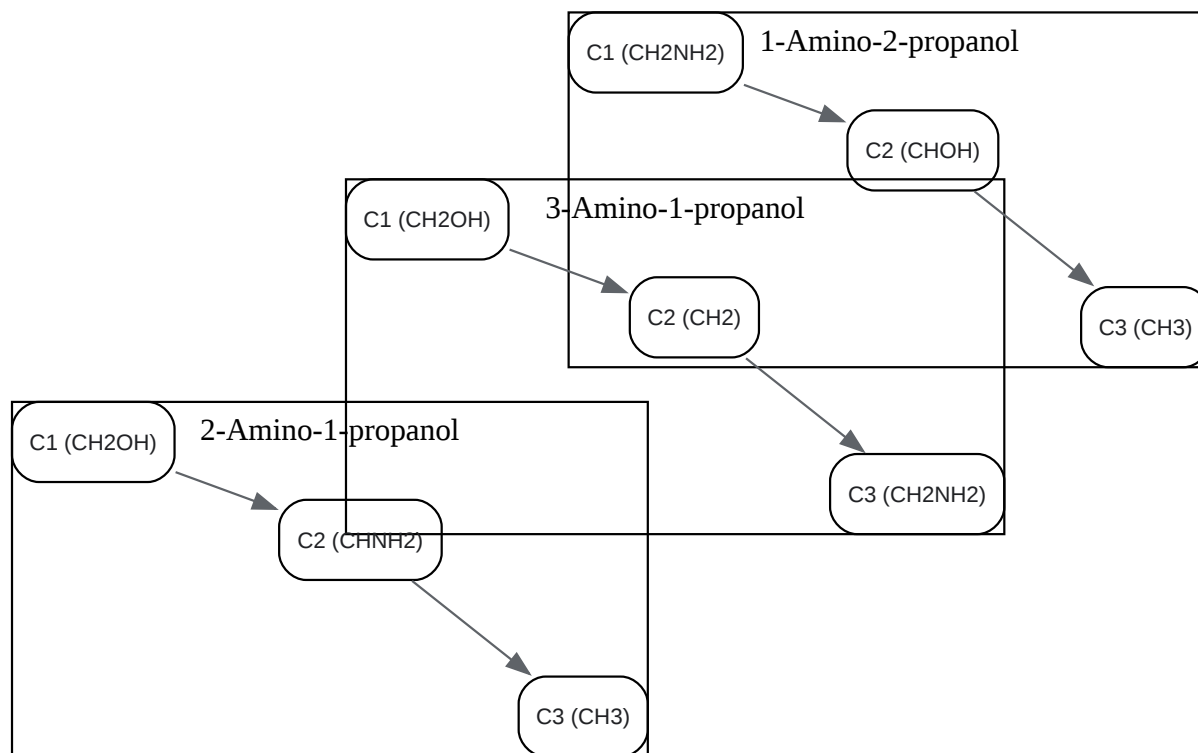 C1 (CH2NH2)
1-Amino-2-propanol
C2 (CHOH)
C3 (CH3)
C1 (CH2OH)
3-Amino-1-propanol
C2 (CH2)
C3 (CH2NH2)
C1 (CH2OH)
2-Amino-1-propanol
C2 (CHNH2)
C3 (CH3)